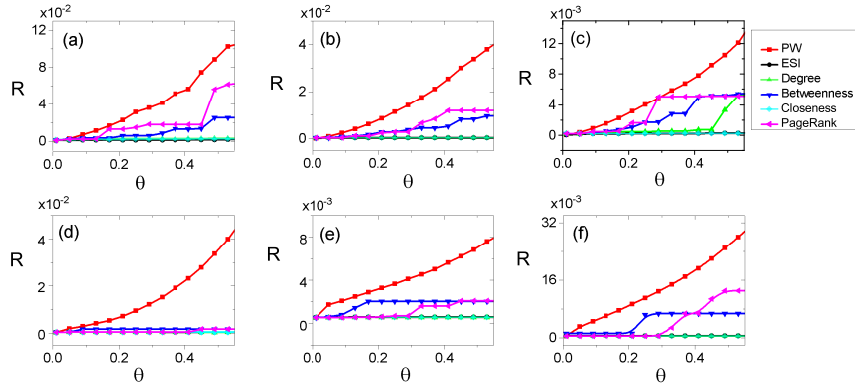 x10⁻²
12
8
4
0
R
(a)
0.0 0.2 0.4
θ
x10⁻²
8
4
0
R
(b)
0.0 0.2 0.4
θ
x10⁻³
12
8
4
0
R
(c)
0.0 0.2 0.4
θ
PW
ESI
Degree
Betweenness
Closeness
PageRank
x10⁻²
4
2
0
R
(d)
0.0 0.2 0.4
θ
x10⁻³
8
4
0
R
(e)
0.0 0.2 0.4
θ
x10⁻³
32
16
0
R
(f)
0.0 0.2 0.4
θ